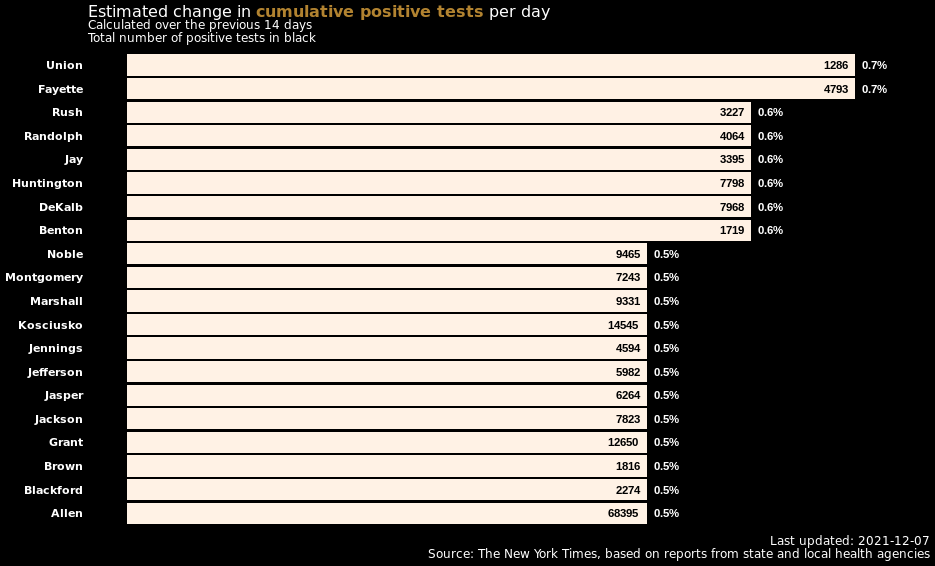 Estimated change in cumulative positive tests per day
Calculated over the previous 14 days
Total number of positive tests in black
Union 1286 0.7%
Fayette 4793 0.7%
Rush 3227 0.6%
Randolph 4064 0.6%
Jay 3395 0.6%
Huntington 7798 0.6%
DeKalb 7968 0.6%
Benton 1719 0.6%
Noble 9465 0.5%
Montgomery 7243 0.5%
Marshall 9331 0.5%
Kosciusko 14545 0.5%
Jennings 4594 0.5%
Jefferson 5982 0.5%
Jasper 6264 0.5%
Jackson 7823 0.5%
Grant 12650 0.5%
Brown 1816 0.5%
Blackford 2274 0.5%
Allen 68395 0.5%
Last updated: 2021-12-07
Source: The New York Times, based on reports from state and local health agencies